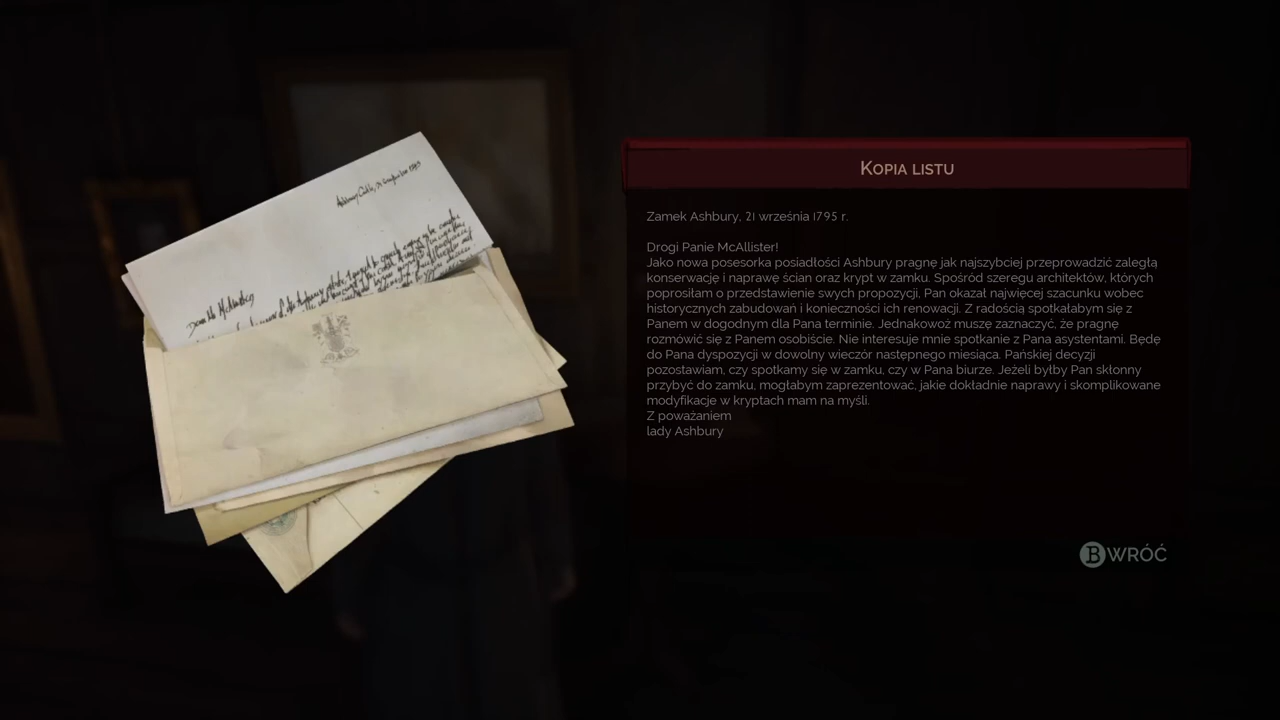 Kopia listu
Zamek Ashbury, 21 września 1795 r.
Drogi Panie McAllister!
Jako nowa posesorka posiadłości Ashbury pragnę jak najszybciej przeprowadzić zaległą
konserwację i naprawę ścian oraz krypt w zamku. Spośród szeregu architektów, których
poprosiłam o przedstawienie swych propozycji, Pan okazał najwięcej szacunku wobec
historycznych zabudowań i konieczności ich renowacji. Z radością spotkałabym się z
Panem w dogodnym dla Pana terminie. Jednakowoż muszę zaznaczyć, że pragnę
rozmówić się z Panem osobiście. Nie interesuje mnie spotkanie z Pana asystentami. Będę
do Pana dyspozycji w dowolny wieczór następnego miesiąca. Pańskiej decyzji
pozostawiam, czy spotkamy się w zamku, czy w Pana biurze. Jeżeli byłby Pan skłonny
przybyć do zamku, mogłabym zaprezentować, jakie dokładnie naprawy i skomplikowane
modyfikacje w kryptach mam na myśli.
Z poważaniem
lady Ashbury
B WRÓĆ